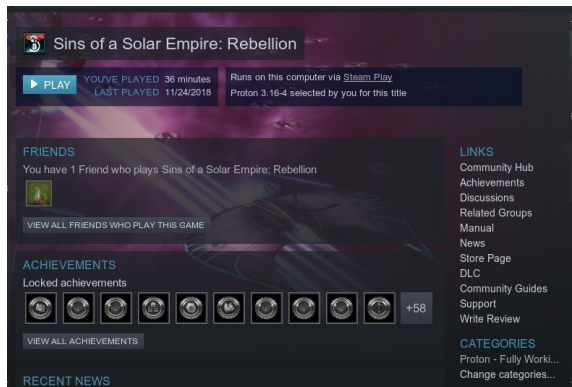 Sins of a Solar Empire: Rebellion
PLAY
YOU'VE PLAYED 36 minutes
LAST PLAYED 11/24/2018
Runs on this computer via Steam Play
Proton 3.16-4 selected by you for this title
FRIENDS
You have 1 Friend who plays Sins of a Solar Empire: Rebellion
VIEW ALL FRIENDS WHO PLAY THIS GAME
ACHIEVEMENTS
Locked achievements
+58
VIEW ALL ACHIEVEMENTS
RECENT NEWS
LINKS
Community Hub
Achievements
Discussions
Related Groups
Manual
News
Store Page
DLC
Community Guides
Support
Write Review
CATEGORIES
Proton - Fully Worki...
Change categories...